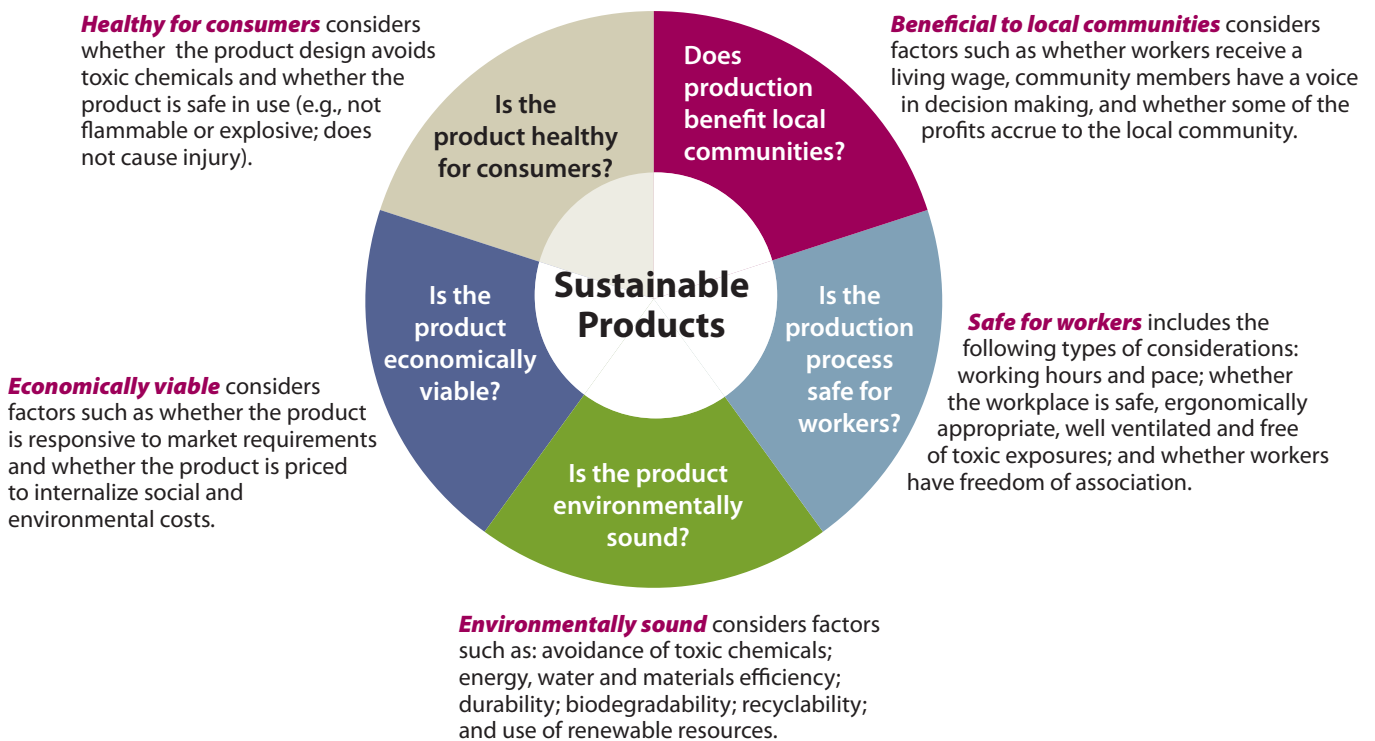 Healthy for consumers considers
whether the product design avoids
toxic chemicals and whether the
product is safe in use (e.g., not
flammable or explosive; does
not cause injury).
Beneficial to local communities considers
factors such as whether workers receive a
living wage, community members have a voice
in decision making, and whether some of the
profits accrue to the local community.
Is the
product healthy
for consumers?
Does
production
benefit local
communities?
Sustainable
Products
Is the
product
economically
viable?
Is the
production
process
safe for
workers?
Is the product
environmentally
sound?
Economically viable considers
factors such as whether the product
is responsive to market requirements
and whether the product is priced
to internalize social and
environmental costs.
Safe for workers includes the
following types of considerations:
working hours and pace; whether
the workplace is safe, ergonomically
appropriate, well ventilated and free
of toxic exposures; and whether workers
have freedom of association.
Environmentally sound considers factors
such as: avoidance of toxic chemicals;
energy, water and materials efficiency;
durability; biodegradability; recyclability;
and use of renewable resources.